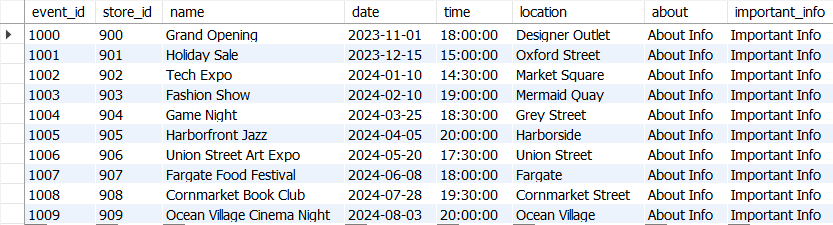 event_id store_id name date time location about important_info
1000 900 Grand Opening 2023-11-01 18:00:00 Designer Outlet About Info Important Info
1001 901 Holiday Sale 2023-12-15 15:00:00 Oxford Street About Info Important Info
1002 902 Tech Expo 2024-01-10 14:30:00 Market Square About Info Important Info
1003 903 Fashion Show 2024-02-10 19:00:00 Mermaid Quay About Info Important Info
1004 904 Game Night 2024-03-25 18:30:00 Grey Street About Info Important Info
1005 905 Harborfront Jazz 2024-04-05 20:00:00 Harborside About Info Important Info
1006 906 Union Street Art Expo 2024-05-20 17:30:00 Union Street About Info Important Info
1007 907 Fargate Food Festival 2024-06-08 18:00:00 Fargate About Info Important Info
1008 908 Cornmarket Book Club 2024-07-28 19:30:00 Cornmarket Street About Info Important Info
1009 909 Ocean Village Cinema Night 2024-08-03 20:00:00 Ocean Village About Info Important Info